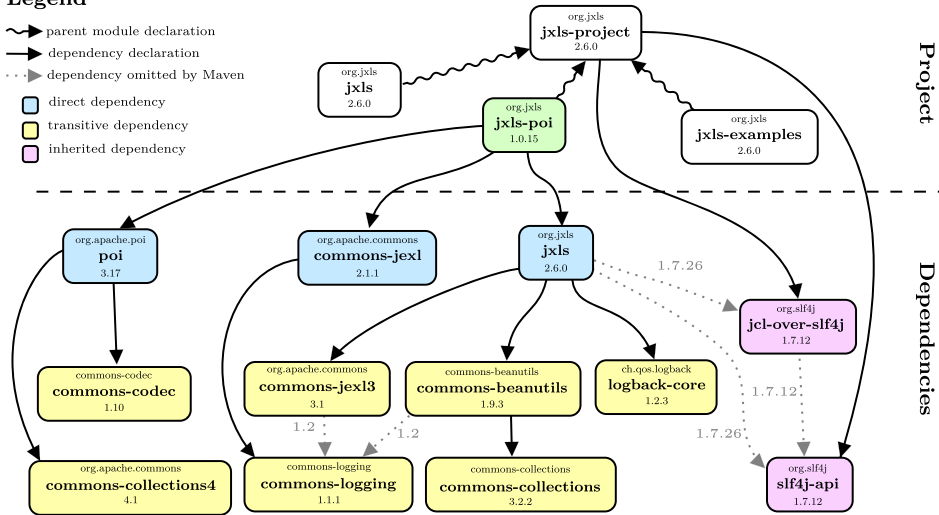 Legend
parent module declaration
dependency declaration
dependency omitted by Maven
direct dependency
transitive dependency
inherited dependency
org.jxls
jxls-project
2.6.0
org.jxls
jxls
2.6.0
org.jxls
jxls-poi
1.0.15
org.jxls
jxls-examples
2.6.0
Project
org.apache.poi
poi
3.17
org.apache.commons
commons-jexl
2.1.1
org.jxls
jxls
2.6.0
1.7.26
org.slf4j
jcl-over-slf4j
1.7.12
Dependencies
commons-codec
commons-codec
1.10
org.apache.commons
commons-jexl3
3.1
commons-beanutils
commons-beanutils
1.9.3
ch.qos.logback
logback-core
1.2.3
1.7.12
1.2
1.2
1.7.26
org.apache.commons
commons-collections4
4.1
commons-logging
commons-logging
1.1.1
commons-collections
commons-collections
3.2.2
org.slf4j
slf4j-api
1.7.12